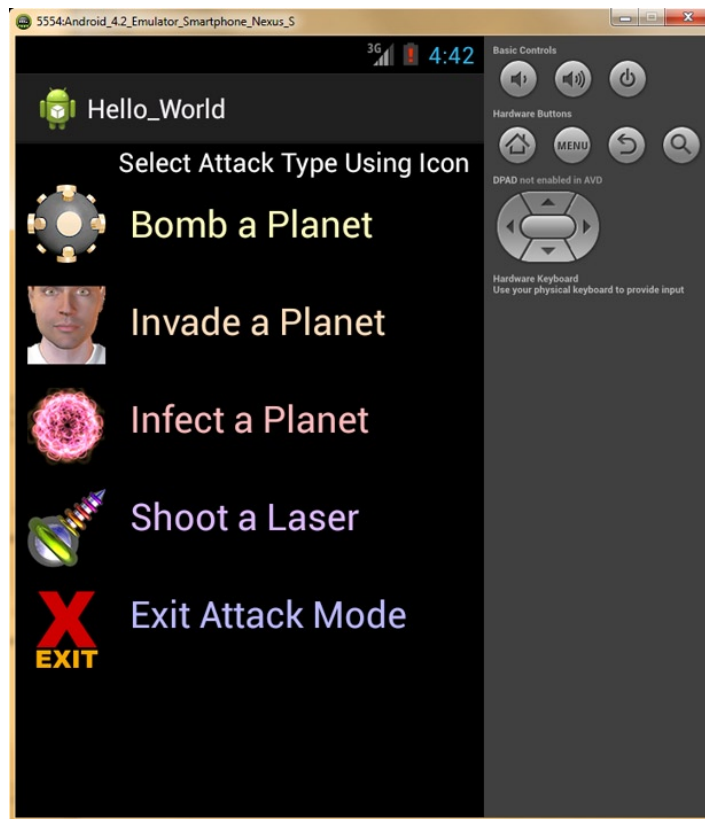 5554:Android_4.2_Emulator_Smartphone_Nexus_S
3G 4:42
Hello_World
Select Attack Type Using Icon
Bomb a Planet
Invade a Planet
Infect a Planet
Shoot a Laser
X
EXIT
Exit Attack Mode
Basic Controls
Hardware Buttons
MENU
DPAD not enabled in AVD
Hardware Keyboard
Use your physical keyboard to provide input